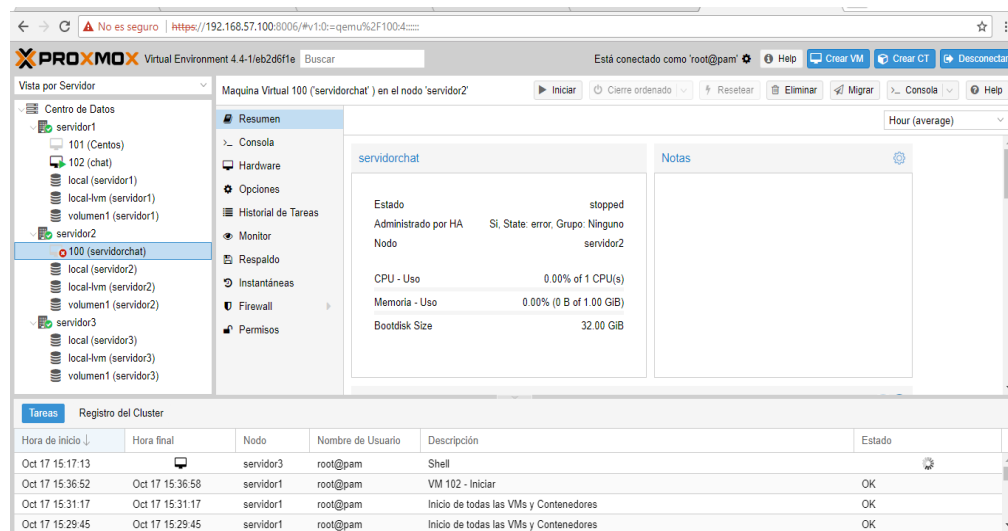 No es seguro | https://192.168.57.100:8006/#v1:0:=qemu%2F100:4::::::
PROXMOX Virtual Environment 4.4-1/eb2d6f1e Buscar Está conectado como 'root@pam' Help Crear VM Crear CT Desconectar
Vista por Servidor
Maquina Virtual 100 ('servidorchat' ) en el nodo 'servidor2' Iniciar Cierre ordenado Resetear Eliminar Migrar >_ Consola Help
Centro de Datos
servidor1
101 (Centos)
102 (chat)
local (servidor1)
local-lvm (servidor1)
volumen1 (servidor1)
servidor2
100 (servidorchat)
local (servidor2)
local-lvm (servidor2)
volumen1 (servidor2)
servidor3
local (servidor3)
local-lvm (servidor3)
volumen1 (servidor3)
Resumen
>_ Consola
Hardware
Opciones
Historial de Tareas
Monitor
Respaldo
Instantáneas
Firewall
Permisos
Hour (average)
servidorchat
Estado stopped
Administrado por HA Si, State: error, Grupo: Ninguno
Nodo servidor2
CPU - Uso 0.00% of 1 CPU(s)
Memoria - Uso 0.00% (0 B of 1.00 GiB)
Bootdisk Size 32.00 GiB
Notas
Tareas Registro del Cluster
Hora de inicio ↓ Hora final Nodo Nombre de Usuario Descripción Estado
Oct 17 15:17:13 servidor3 root@pam Shell
Oct 17 15:36:52 Oct 17 15:36:58 servidor1 root@pam VM 102 - Iniciar OK
Oct 17 15:31:17 Oct 17 15:31:17 servidor1 root@pam Inicio de todas las VMs y Contenedores OK
Oct 17 15:29:45 Oct 17 15:29:45 servidor1 root@pam Inicio de todas las VMs y Contenedores OK